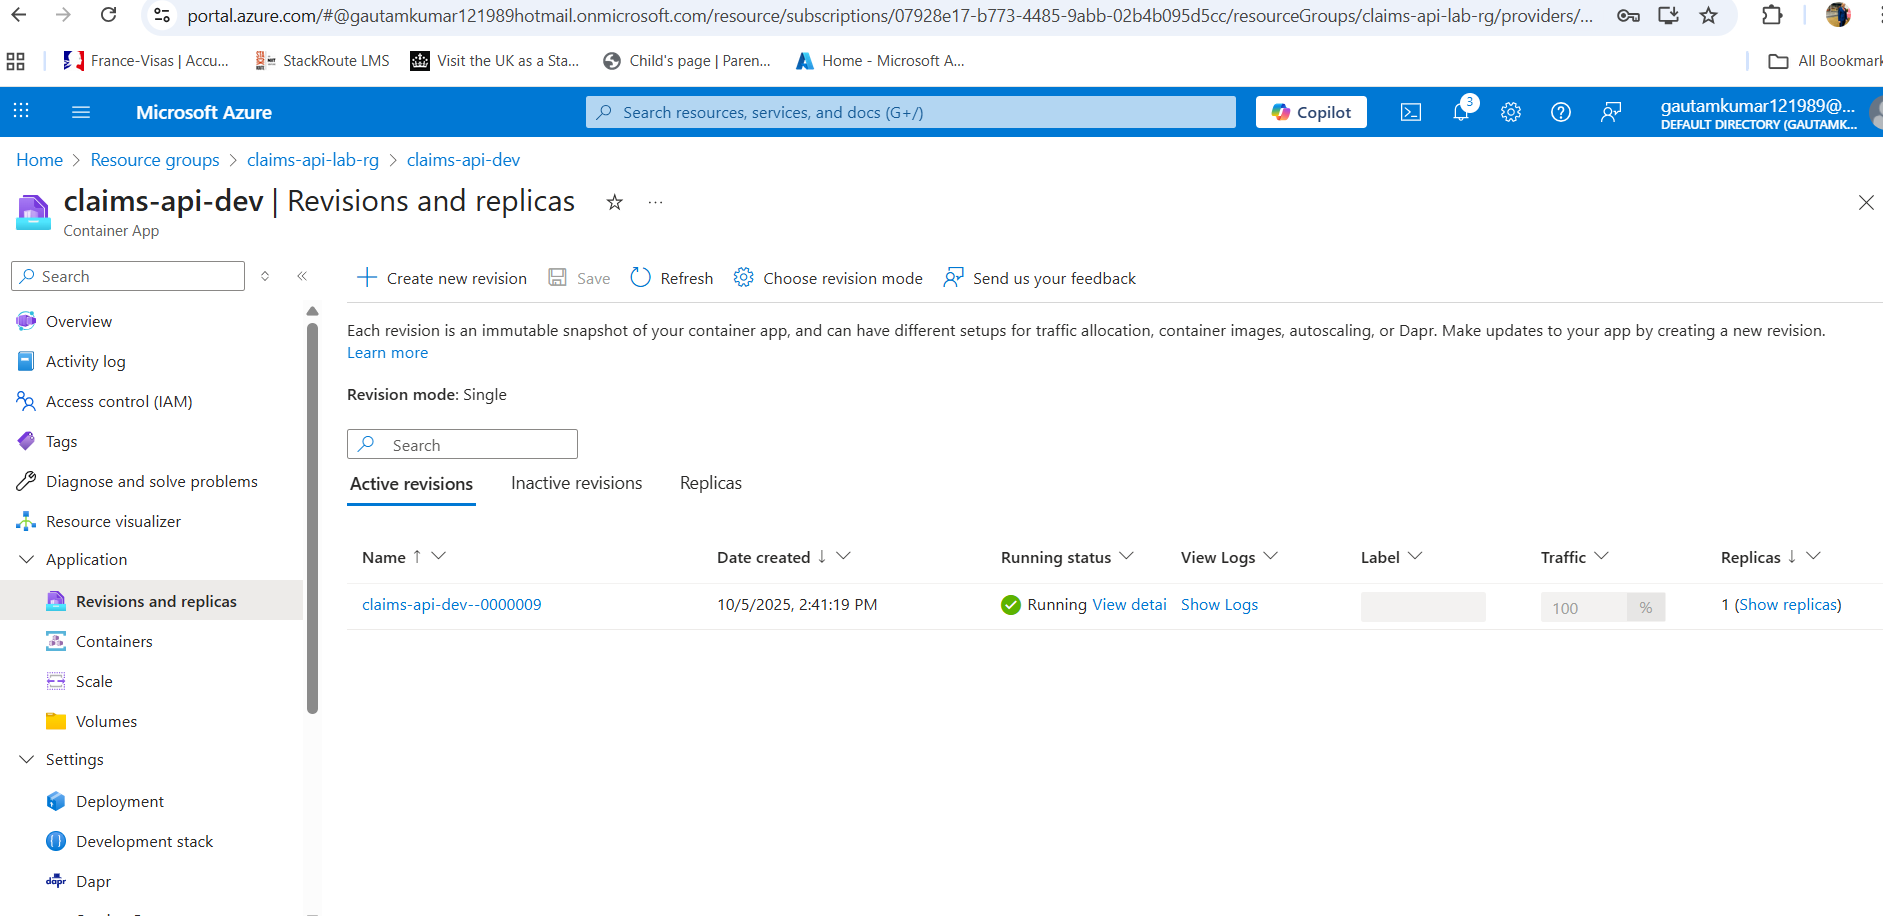 portal.azure.com/#@gautamkumar121989hotmail.onmicrosoft.com/resource/subscriptions/07928e17-b773-4485-9abb-02b4b095d5cc/resourceGroups/claims-api-lab-rg/providers/...
France-Visas | Accu...
StackRoute LMS
Visit the UK as a Sta...
Child's page | Paren...
Home - Microsoft A...
All Bookmark
Microsoft Azure
Search resources, services, and docs (G+/)
Copilot
3
gautamkumar121989@...
DEFAULT DIRECTORY (GAUTAMK...
Home > Resource groups > claims-api-lab-rg > claims-api-dev
claims-api-dev | Revisions and replicas
Container App
Search
Create new revision
Save
Refresh
Choose revision mode
Send us your feedback
Overview
Activity log
Access control (IAM)
Tags
Diagnose and solve problems
Resource visualizer
Application
Revisions and replicas
Containers
Scale
Volumes
Settings
Deployment
Development stack
dapr Dapr
Each revision is an immutable snapshot of your container app, and can have different setups for traffic allocation, container images, autoscaling, or Dapr. Make updates to your app by creating a new revision.
Learn more
Revision mode: Single
Search
Active revisions
Inactive revisions
Replicas
Name ↑ Date created ↓ Running status View Logs Label Traffic Replicas ↓
claims-api-dev--0000009 10/5/2025, 2:41:19 PM Running View detai Show Logs 100 % 1 (Show replicas)